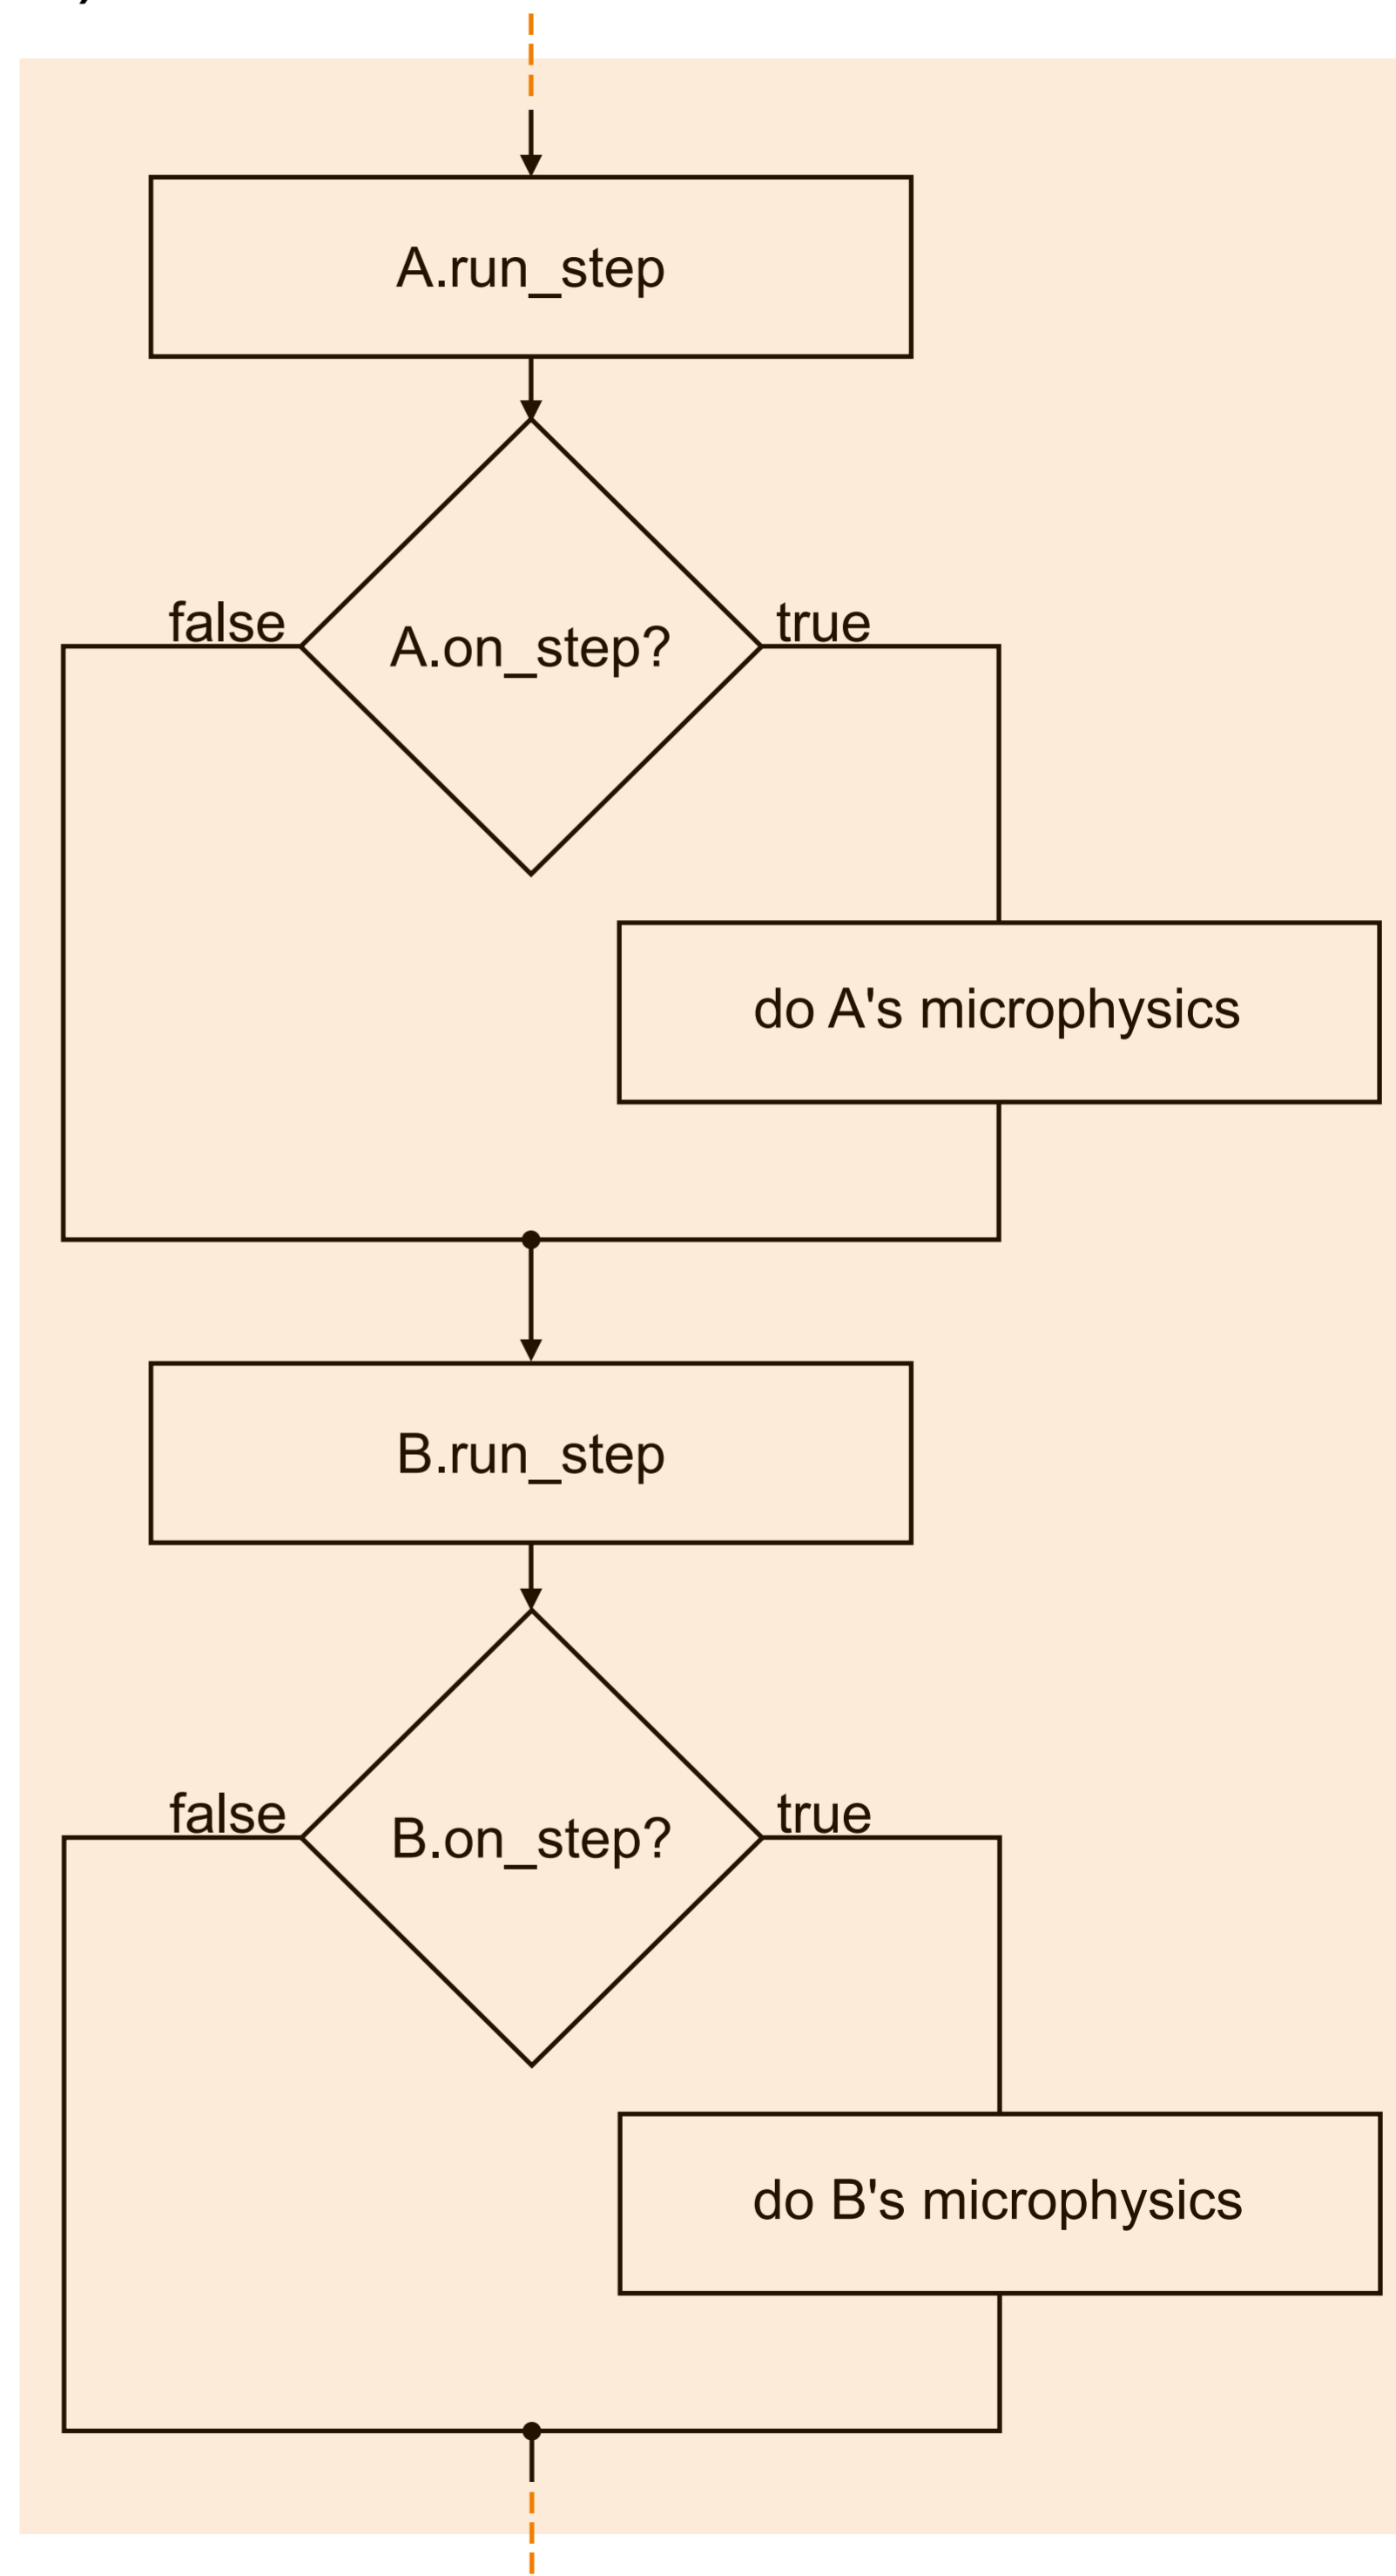 A.run_step
false
true
A.on_step?
do A's microphysics
B.run_step
false
true
B.on_step?
do B's microphysics